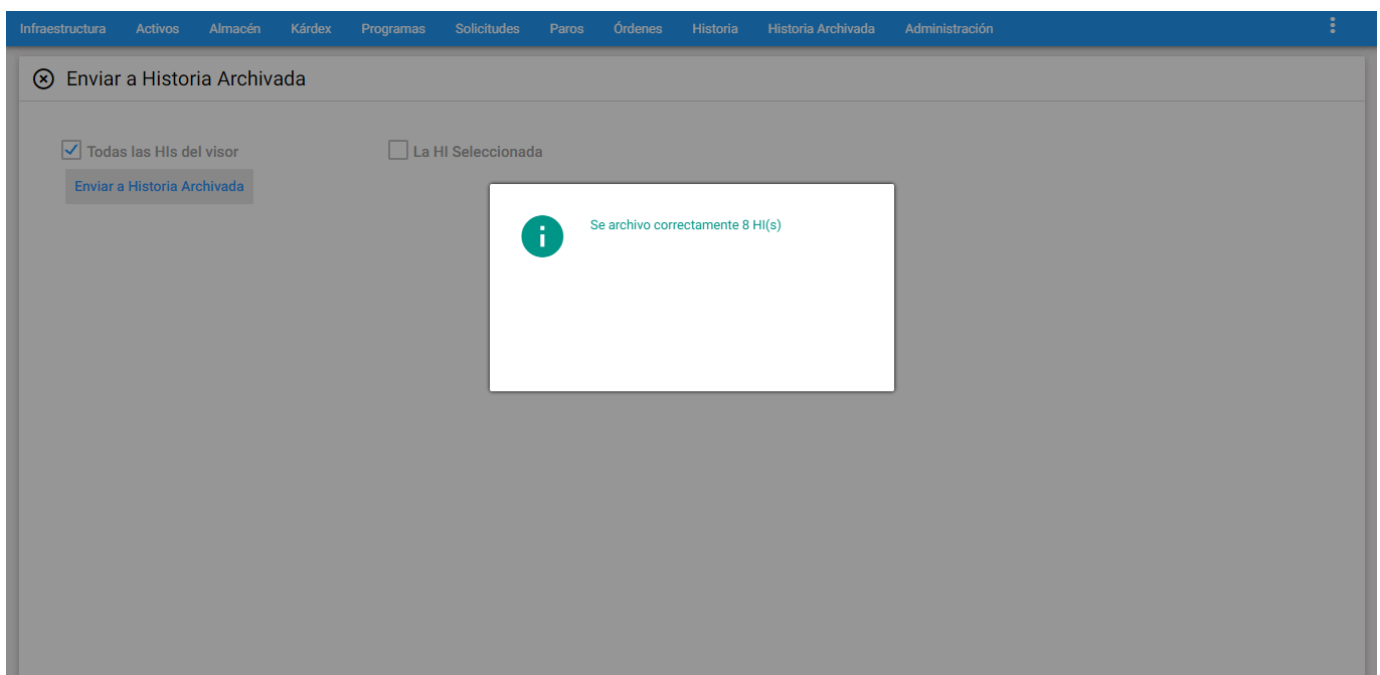 Infraestructura Activos Almacén Kárdex Programas Solicitudes Paros Órdenes Historia Historia Archivada Administración
Enviar a Historia Archivada
Todas las HIs del visor La HI Seleccionada
Enviar a Historia Archivada
Se archivo correctamente 8 HI(s)